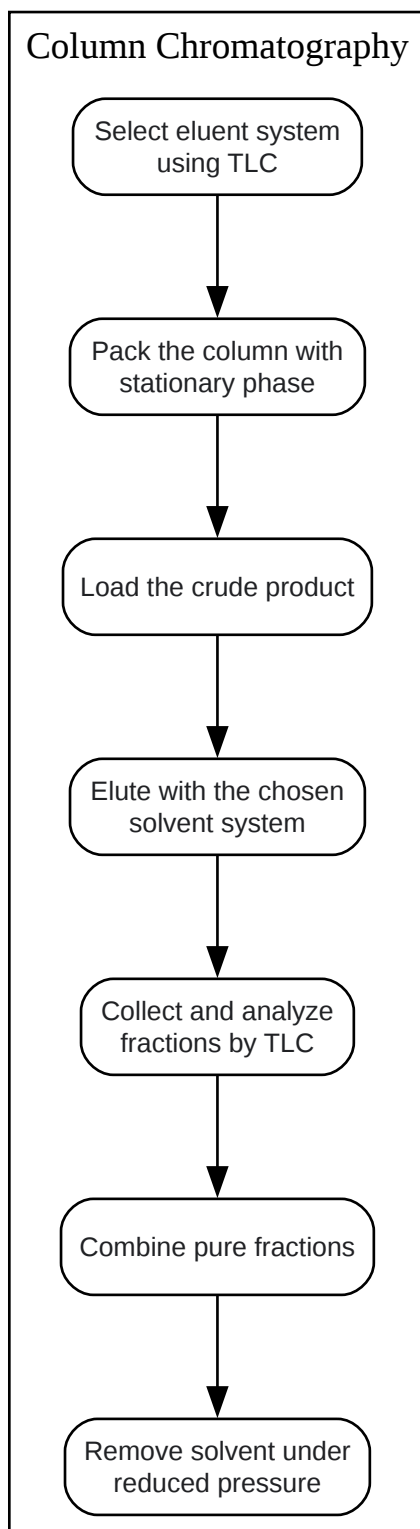 Column Chromatography
Select eluent system
using TLC
Pack the column with
stationary phase
Load the crude product
Elute with the chosen
solvent system
Collect and analyze
fractions by TLC
Combine pure fractions
Remove solvent under
reduced pressure